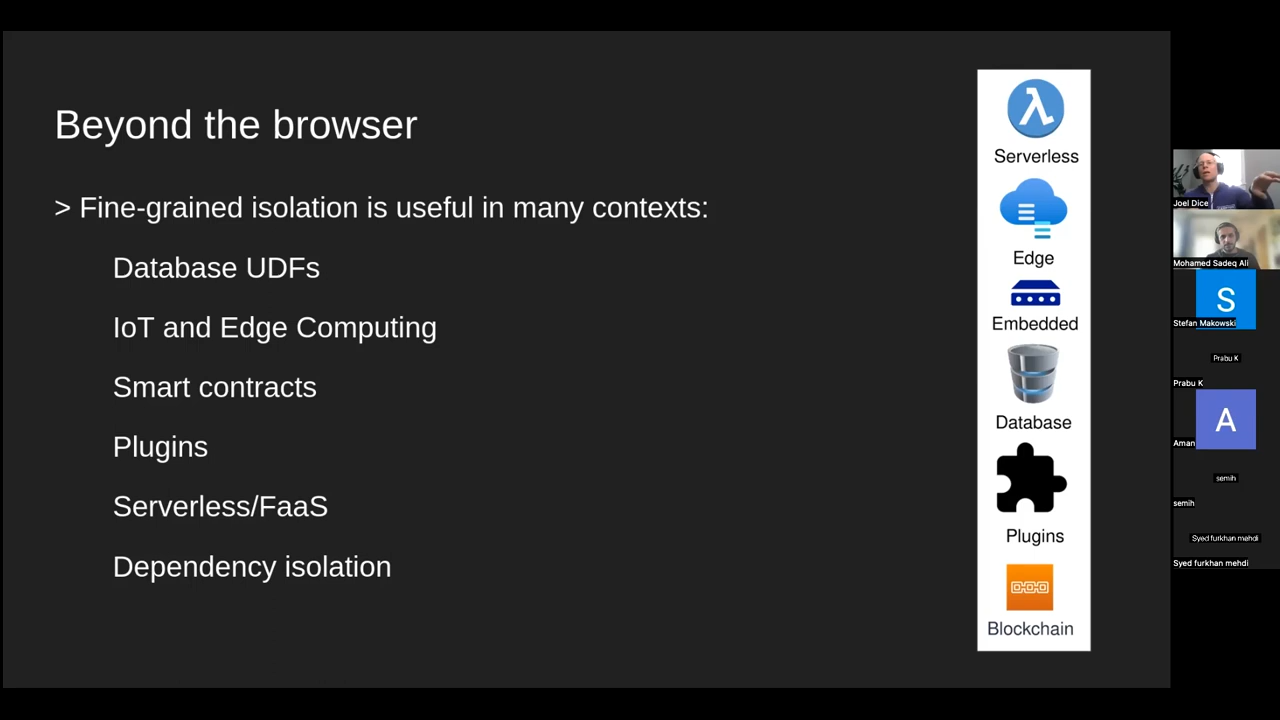 Beyond the browser
> Fine-grained isolation is useful in many contexts:
Database UDFs
IoT and Edge Computing
Smart contracts
Plugins
Serverless/FaaS
Dependency isolation
λ
Serverless
Edge
Embedded
Database
Plugins
Blockchain
Joel Dice
Mohamed Sadeq Ali
S
Stefan Makowski
Prabu K
Prabu K
A
Aman
semih
semih
Syed furkhan mehdi
Syed furkhan mehdi